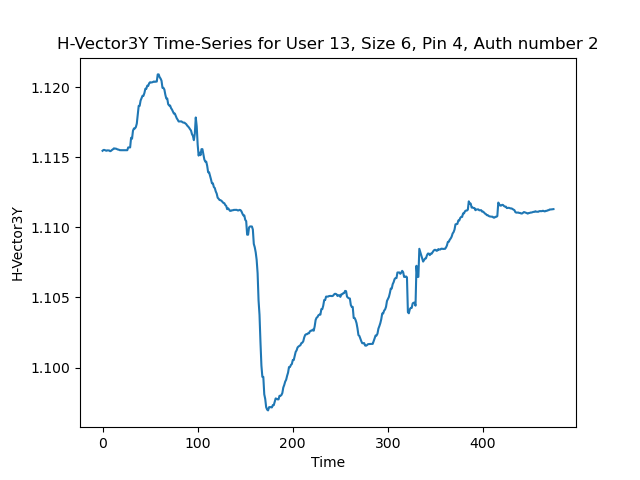 H-Vector3Y Time-Series for User 13, Size 6, Pin 4, Auth number 2
H-Vector3Y
1.120
1.115
1.110
1.105
1.100
0 100 200 300 400
Time